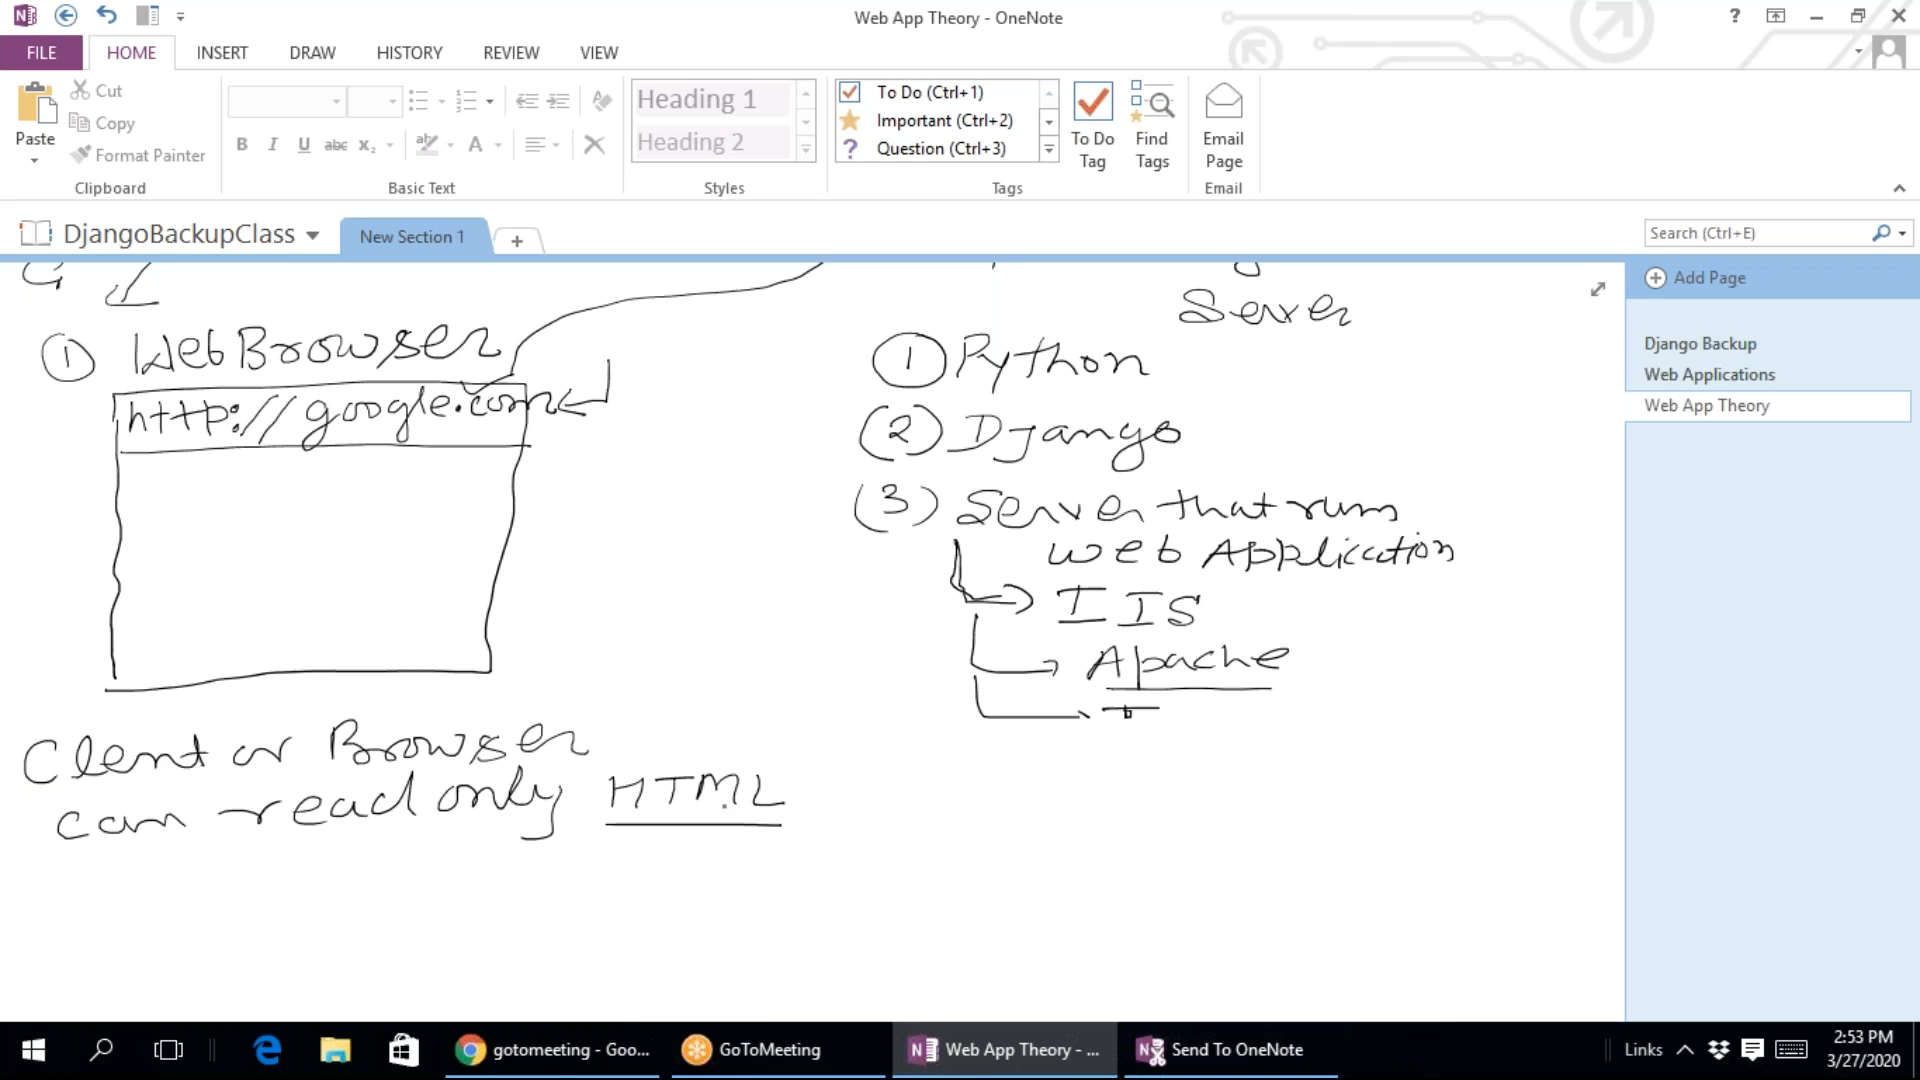 Web App Theory - OneNote
?
FILE
HOME
INSERT
DRAW
HISTORY
REVIEW
VIEW
Paste
Cut
Copy
Format Painter
Clipboard
B I U abc x₂ A
Basic Text
Heading 1
Heading 2
Styles
To Do (Ctrl+1)
Important (Ctrl+2)
Question (Ctrl+3)
Tags
To Do
Tag
Find
Tags
Email
Page
Email
DjangoBackupClass
New Section 1
Search (Ctrl+E)
Add Page
Django Backup
Web Applications
Web App Theory
① WebBrowser
http://google.com
Client or Browser
can read only HTML
Server
① Python
(2) Django
(3) Server that runs
Web Application
IIS
Apache
gotomeeting - Goo...
GoToMeeting
Web App Theory - ...
Send To OneNote
Links
2:53 PM
3/27/2020